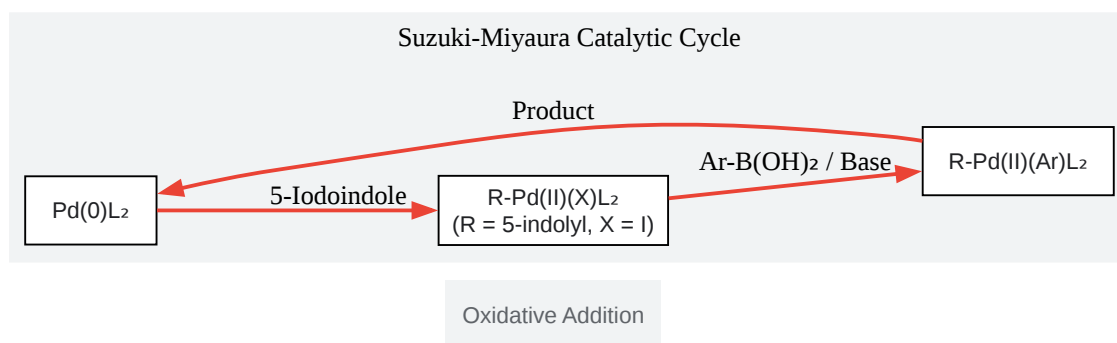 Suzuki-Miyaura Catalytic Cycle
Product
Ar-B(OH)₂ / Base
R-Pd(II)(Ar)L₂
5-Iodoindole
Pd(0)L₂
R-Pd(II)(X)L₂
(R = 5-indolyl, X = I)
Oxidative Addition